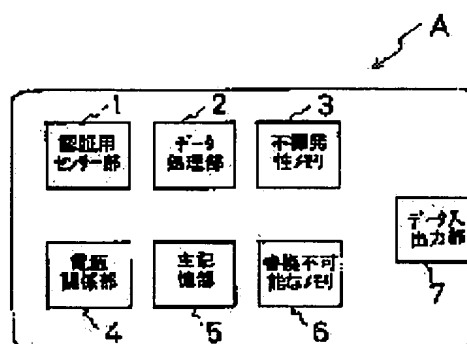 A
1 2 3
認証用 データ 不揮発
センサー部 処理部 性メモリ
データ入
出力部
7
電源 主記 書換不可
関係部 憶部 能なメモリ
4 5 6